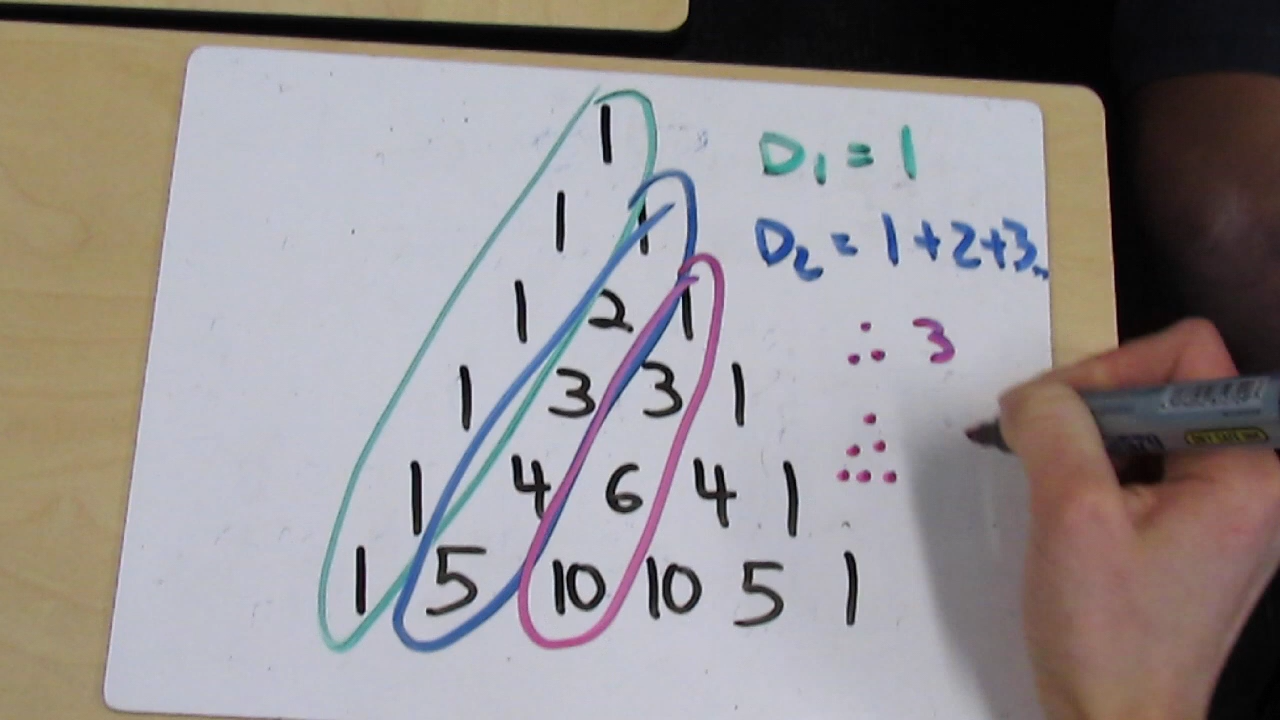 1
1 1
1 2 1
1 3 3 1
1 4 6 4 1
1 5 10 10 5 1
D₁ = 1
D₂ = 1+2+3...
3